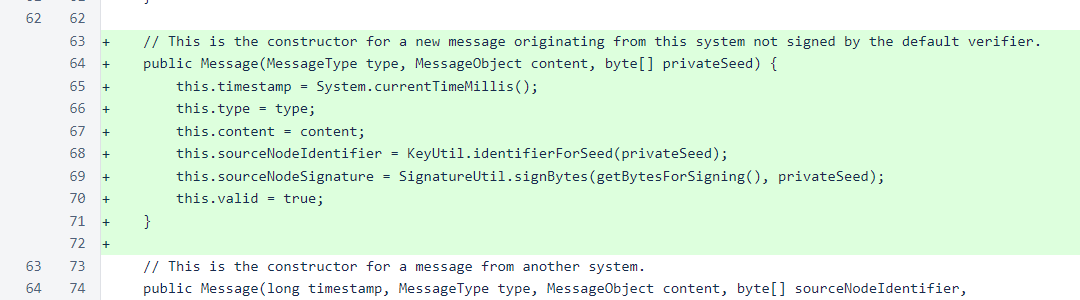 62 62
63 + // This is the constructor for a new message originating from this system not signed by the default verifier.
64 + public Message(MessageType type, MessageObject content, byte[] privateSeed) {
65 + this.timestamp = System.currentTimeMillis();
66 + this.type = type;
67 + this.content = content;
68 + this.sourceNodeIdentifier = KeyUtil.identifierForSeed(privateSeed);
69 + this.sourceNodeSignature = SignatureUtil.signBytes(getBytesForSigning(), privateSeed);
70 + this.valid = true;
71 + }
72 +
63 73 // This is the constructor for a message from another system.
64 74 public Message(long timestamp, MessageType type, MessageObject content, byte[] sourceNodeIdentifier,